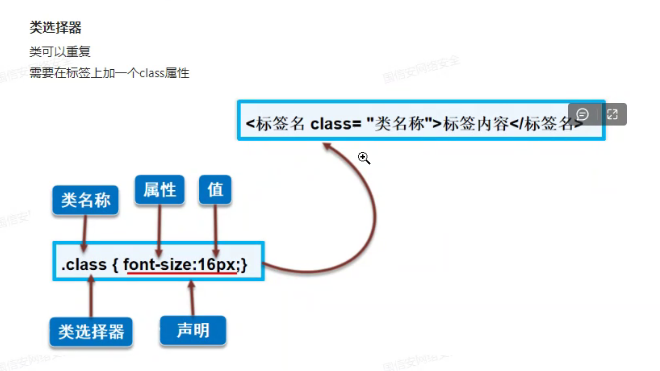 类选择器
类可以重复
需要在标签上加一个class属性
<标签名 class= "类名称">标签内容</标签名>
类名称
属性
值
.class { font-size:16px;}
类选择器
声明